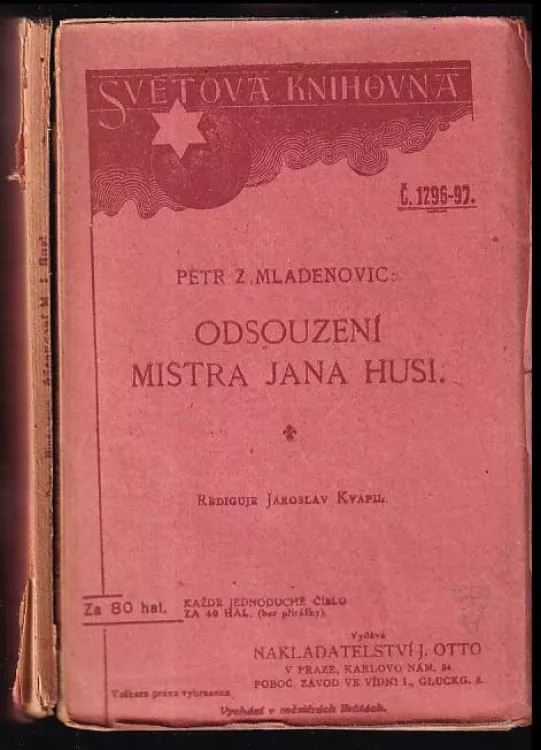 SVĚTOVÁ KNIHOVNA
Č. 1296-97.
PETR Z MLADENOVIC:
ODSOUZENÍ
MISTRA JANA HUSI.
REDIGUJE JAROSLAV KVAPIL.
Za 80 hal.
KAŽDÉ JEDNODUCHÉ ČÍSLO
ZA 40 HAL. (bez přirážky).
Vydává
NAKLADATELSTVÍ J. OTTO
V PRAZE, KARLOVO NÁM. 34.
POBOČ. ZÁVOD VE VÍDNI I., GLUCKG. 3.
Veškera práva vyhrazena
Vychází v měsíčních lhůtách.